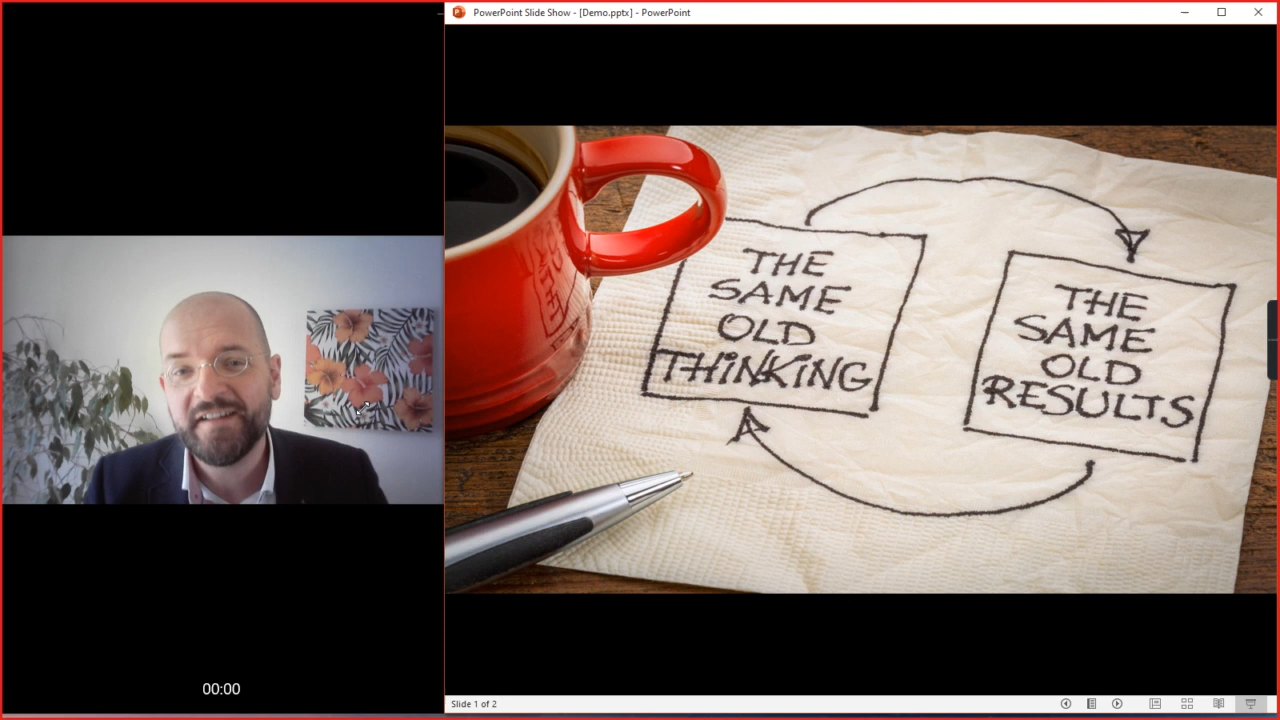 PowerPoint Slide Show - [Demo.pptx] - PowerPoint
THE
SAME
OLD
THiNKiNG
THE
SAME
OLD
RESULTS
00:00
Slide 1 of 2